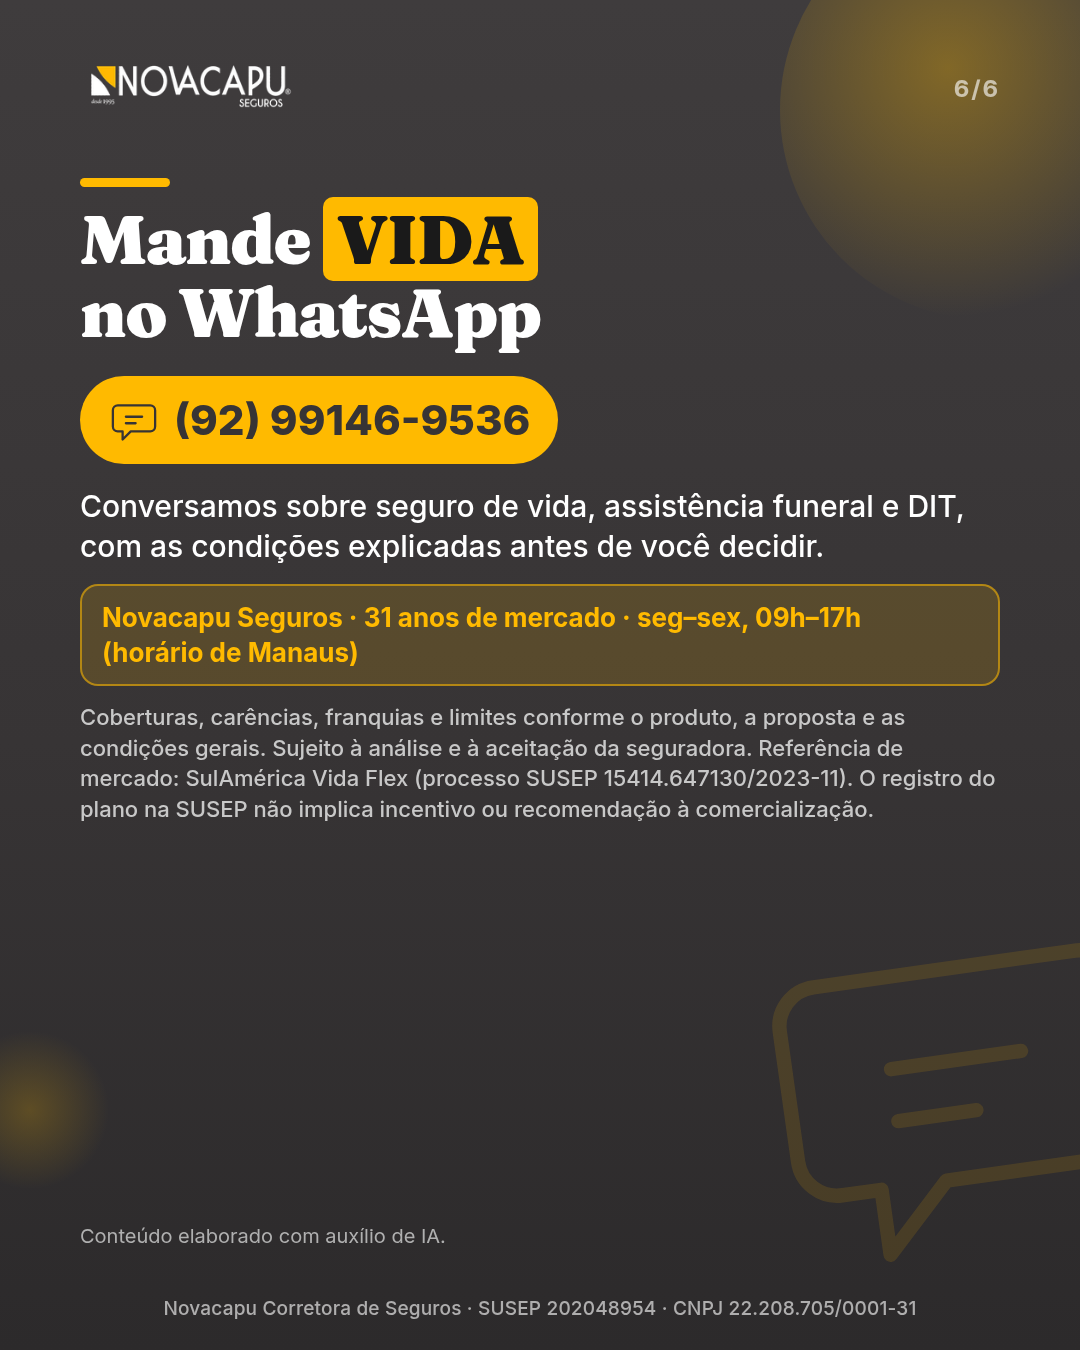 NOVACAPU®
desde 1995 SEGUROS
6/6
Mande VIDA
no WhatsApp
(92) 99146-9536
Conversamos sobre seguro de vida, assistência funeral e DIT,
com as condições explicadas antes de você decidir.
Novacapu Seguros · 31 anos de mercado · seg–sex, 09h–17h
(horário de Manaus)
Coberturas, carências, franquias e limites conforme o produto, a proposta e as
condições gerais. Sujeito à análise e à aceitação da seguradora. Referência de
mercado: SulAmérica Vida Flex (processo SUSEP 15414.647130/2023-11). O registro do
plano na SUSEP não implica incentivo ou recomendação à comercialização.
Conteúdo elaborado com auxílio de IA.
Novacapu Corretora de Seguros · SUSEP 202048954 · CNPJ 22.208.705/0001-31